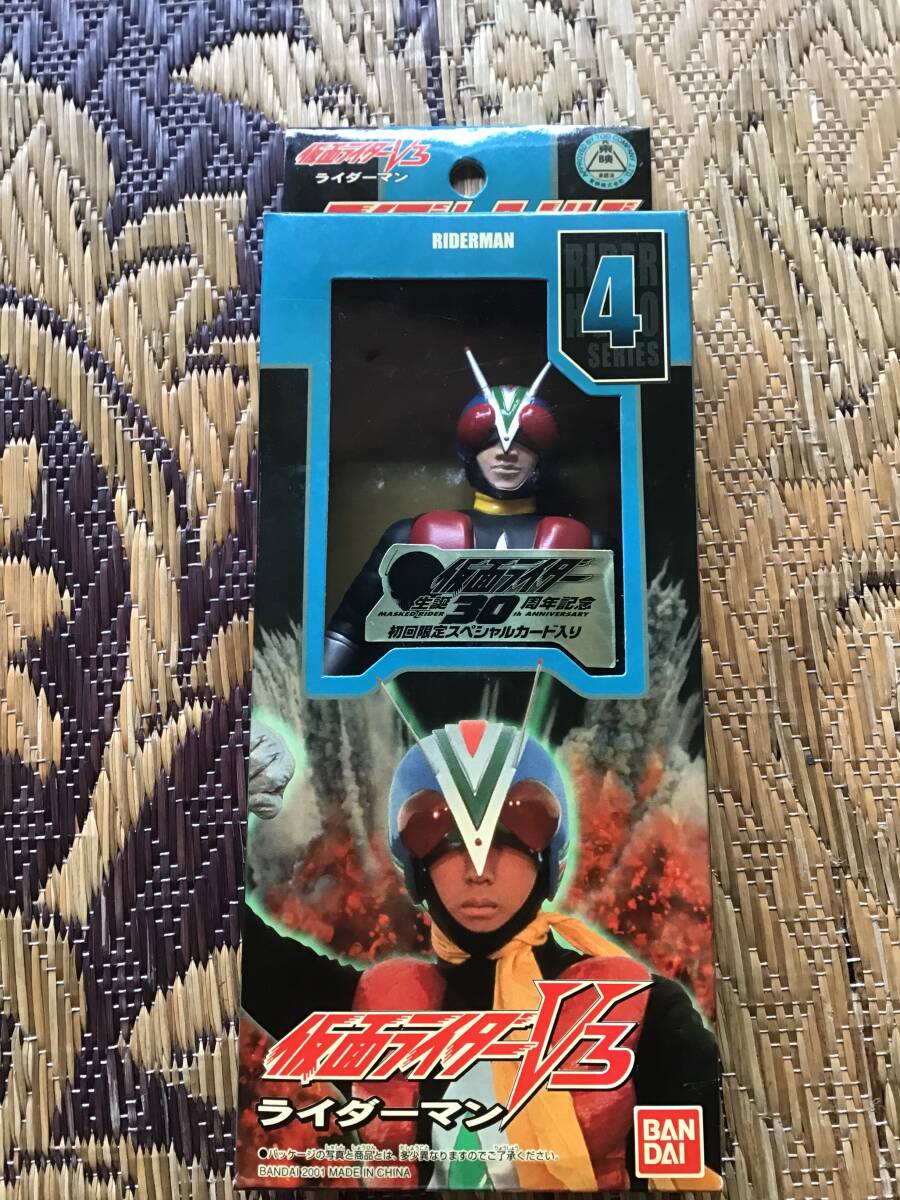 仮面ライダーV3
ライダーマン
東映
RIDERMAN
RIDER
HERO
SERIES
4
仮面ライダー
生誕30周年記念
MASKED RIDER 30th ANNIVERSARY
初回限定スペシャルカード入り
仮面ライダーV3
ライダーマン
●パッケージの写真と商品とは、多少異なりますのでご了承ください。
BANDAI 2001 MADE IN CHINA
BAN
DAI